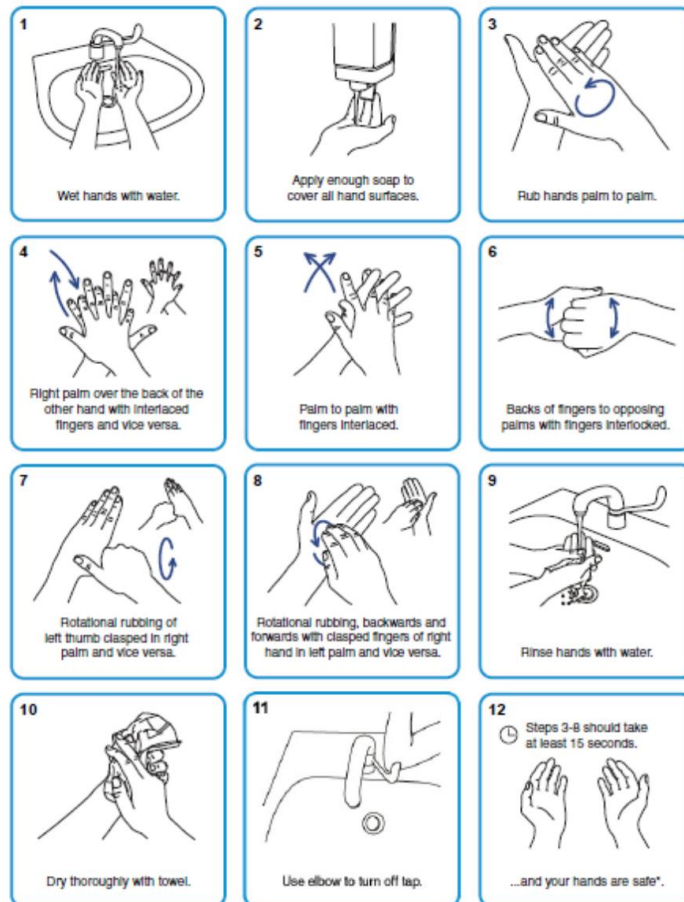 1
Wet hands with water.
2
Apply enough soap to
cover all hand surfaces.
3
Rub hands palm to palm.
4
Right palm over the back of the
other hand with interlaced
fingers and vice versa.
5
Palm to palm with
fingers interlaced.
6
Backs of fingers to opposing
palms with fingers interlocked.
7
Rotational rubbing of
left thumb clasped in right
palm and vice versa.
8
Rotational rubbing, backwards and
forwards with clasped fingers of right
hand in left palm and vice versa.
9
Rinse hands with water.
10
Dry thoroughly with towel.
11
Use elbow to turn off tap.
12
Steps 3-8 should take
at least 15 seconds.
...and your hands are safe*.